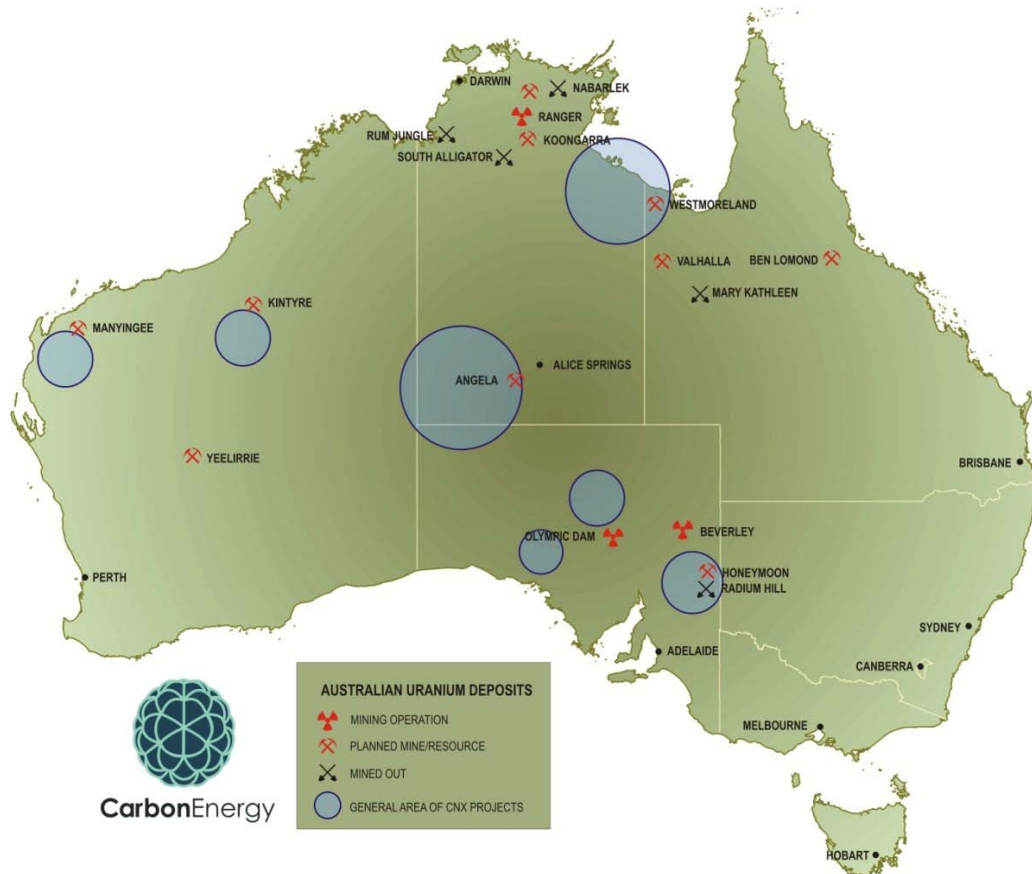 DARWIN
NABARLEK
RANGER
RUM JUNGLE
KOONGARRA
SOUTH ALLIGATOR
WESTMORELAND
VALHALLA
BEN LOMOND
MARY KATHLEEN
KINTYRE
MANYINGEE
ALICE SPRINGS
ANGELA
YEELIRRIE
BRISBANE
OLYMPIC DAM
BEVERLEY
HONEYMOON
PERTH
RADIUM HILL
SYDNEY
ADELAIDE
CANBERRA
MELBOURNE
HOBART
AUSTRALIAN URANIUM DEPOSITS
MINING OPERATION
PLANNED MINE/RESOURCE
MINED OUT
GENERAL AREA OF CNX PROJECTS
CarbonEnergy